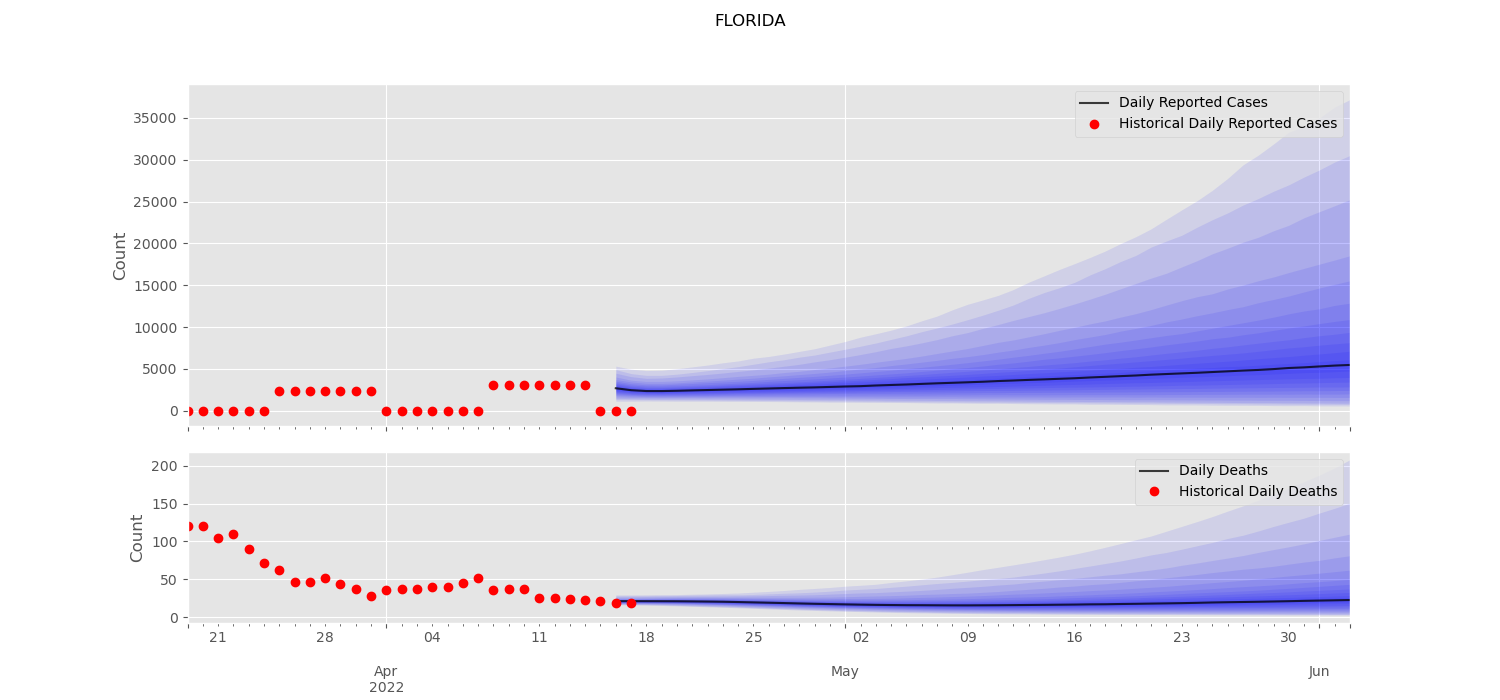 FLORIDA
Daily Reported Cases
Historical Daily Reported Cases
Count
35000
30000
25000
20000
15000
10000
5000
0
Daily Deaths
Historical Daily Deaths
Count
200
150
100
50
0
21 28 04 11 18 25 02 09 16 23 30
Apr May Jun
2022